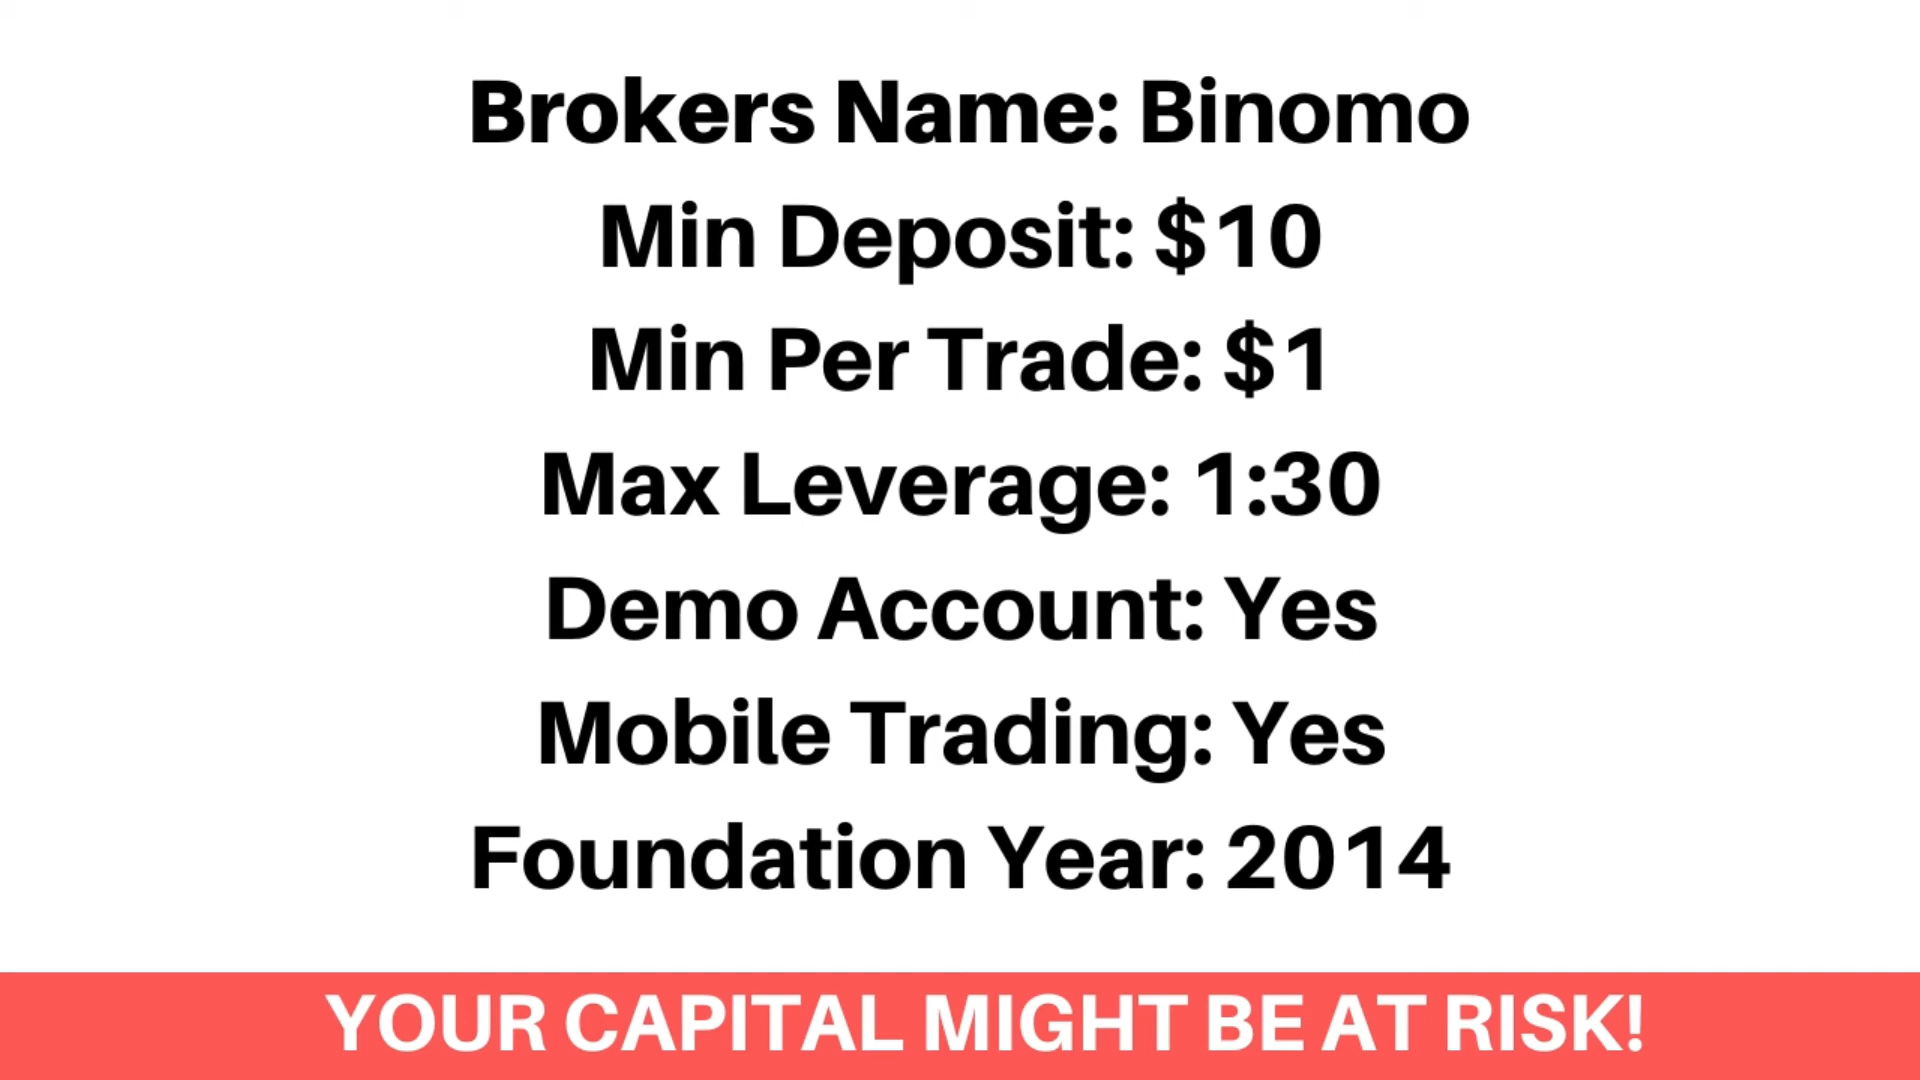 Brokers Name: Binomo
Min Deposit: $10
Min Per Trade: $1
Max Leverage: 1:30
Demo Account: Yes
Mobile Trading: Yes
Foundation Year: 2014
YOUR CAPITAL MIGHT BE AT RISK!